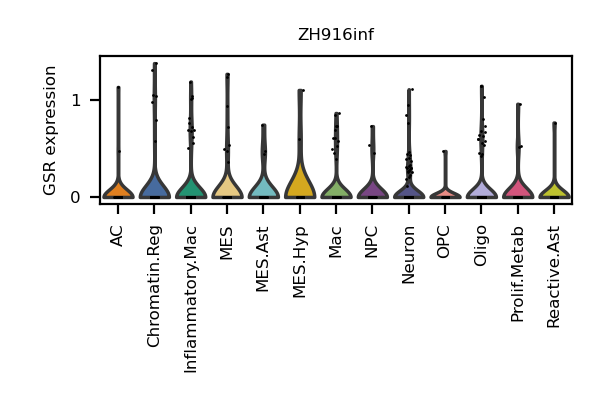 ZH916inf
GSR expression
1
0
AC
Chromatin.Reg
Inflammatory.Mac
MES
MES.Ast
MES.Hyp
Mac
NPC
Neuron
OPC
Oligo
Prolif.Metab
Reactive.Ast